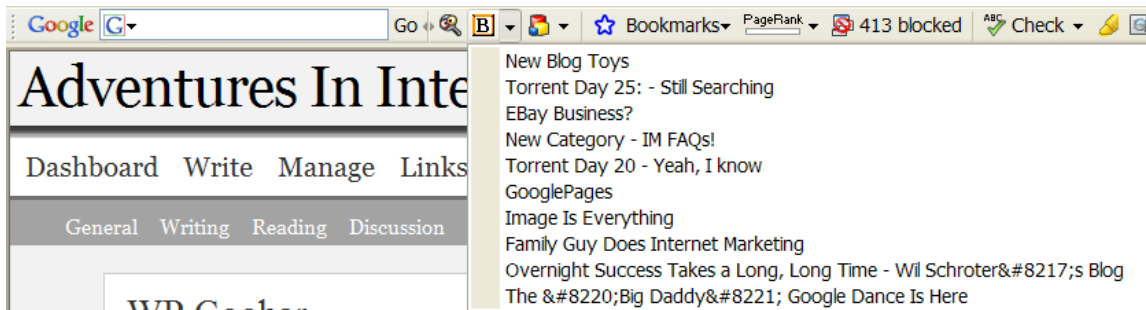 Google G Go B Bookmarks PageRank 413 blocked ABC Check
Adventures In Inte
Dashboard Write Manage Links
General Writing Reading Discussion
New Blog Toys
Torrent Day 25: - Still Searching
EBay Business?
New Category - IM FAQs!
Torrent Day 20 - Yeah, I know
GooglePages
Image Is Everything
Family Guy Does Internet Marketing
Overnight Success Takes a Long, Long Time - Wil Schroter&#8217;s Blog
The &#8220;Big Daddy&#8221; Google Dance Is Here